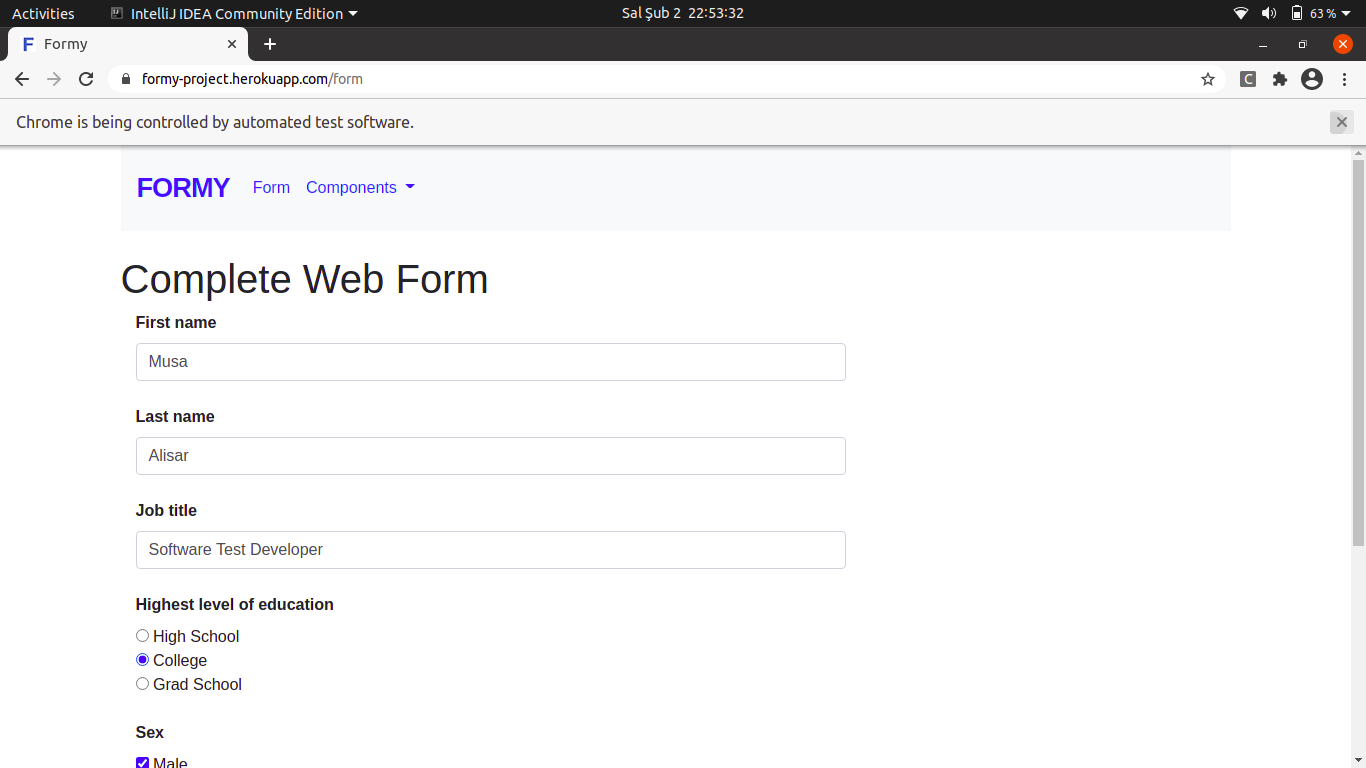 Activities IntelliJ IDEA Community Edition Sal Şub 2 22:53:32 63 %
Formy
formy-project.herokuapp.com/form
Chrome is being controlled by automated test software.
FORMY Form Components
Complete Web Form
First name
Musa
Last name
Alisar
Job title
Software Test Developer
Highest level of education
High School
College
Grad School
Sex
Male